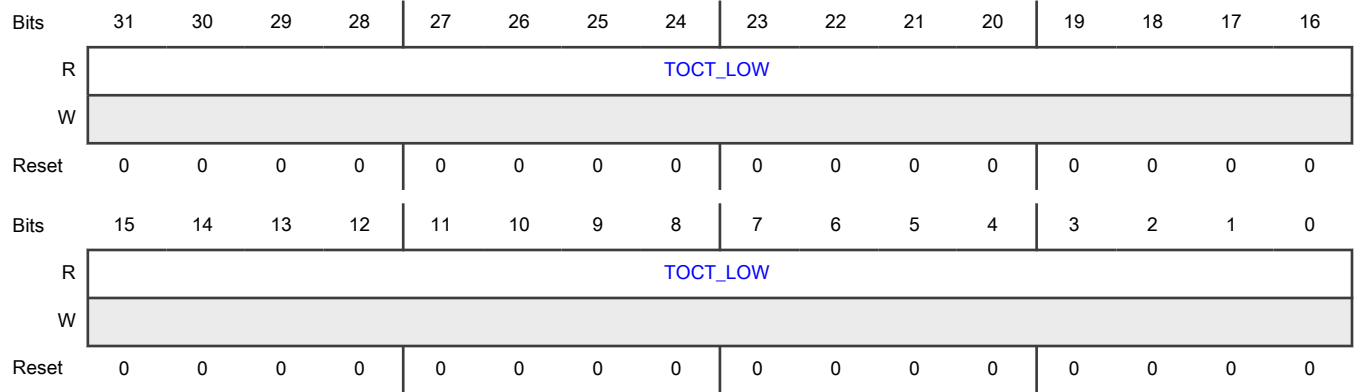 Bits 31 30 29 28 27 26 25 24 23 22 21 20 19 18 17 16
R TOCT_LOW
W
Reset 0 0 0 0 0 0 0 0 0 0 0 0 0 0 0 0
Bits 15 14 13 12 11 10 9 8 7 6 5 4 3 2 1 0
R TOCT_LOW
W
Reset 0 0 0 0 0 0 0 0 0 0 0 0 0 0 0 0